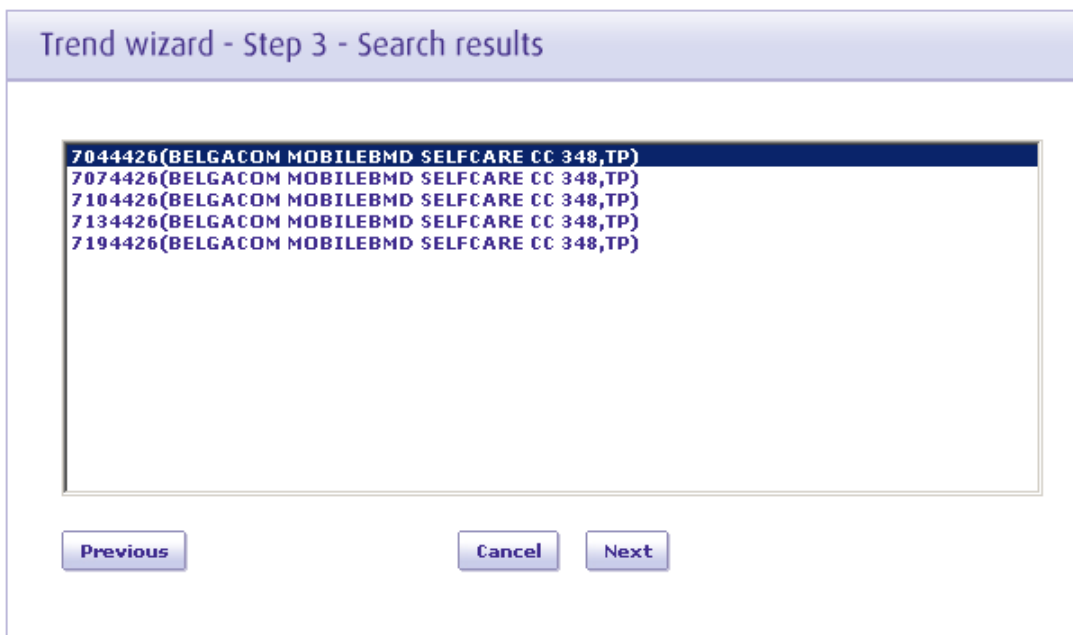 Trend wizard - Step 3 - Search results
7044426(BELGACOM MOBILEBMD SELFCARE CC 348,TP)
7074426(BELGACOM MOBILEBMD SELFCARE CC 348,TP)
7104426(BELGACOM MOBILEBMD SELFCARE CC 348,TP)
7134426(BELGACOM MOBILEBMD SELFCARE CC 348,TP)
7194426(BELGACOM MOBILEBMD SELFCARE CC 348,TP)
Previous Cancel Next